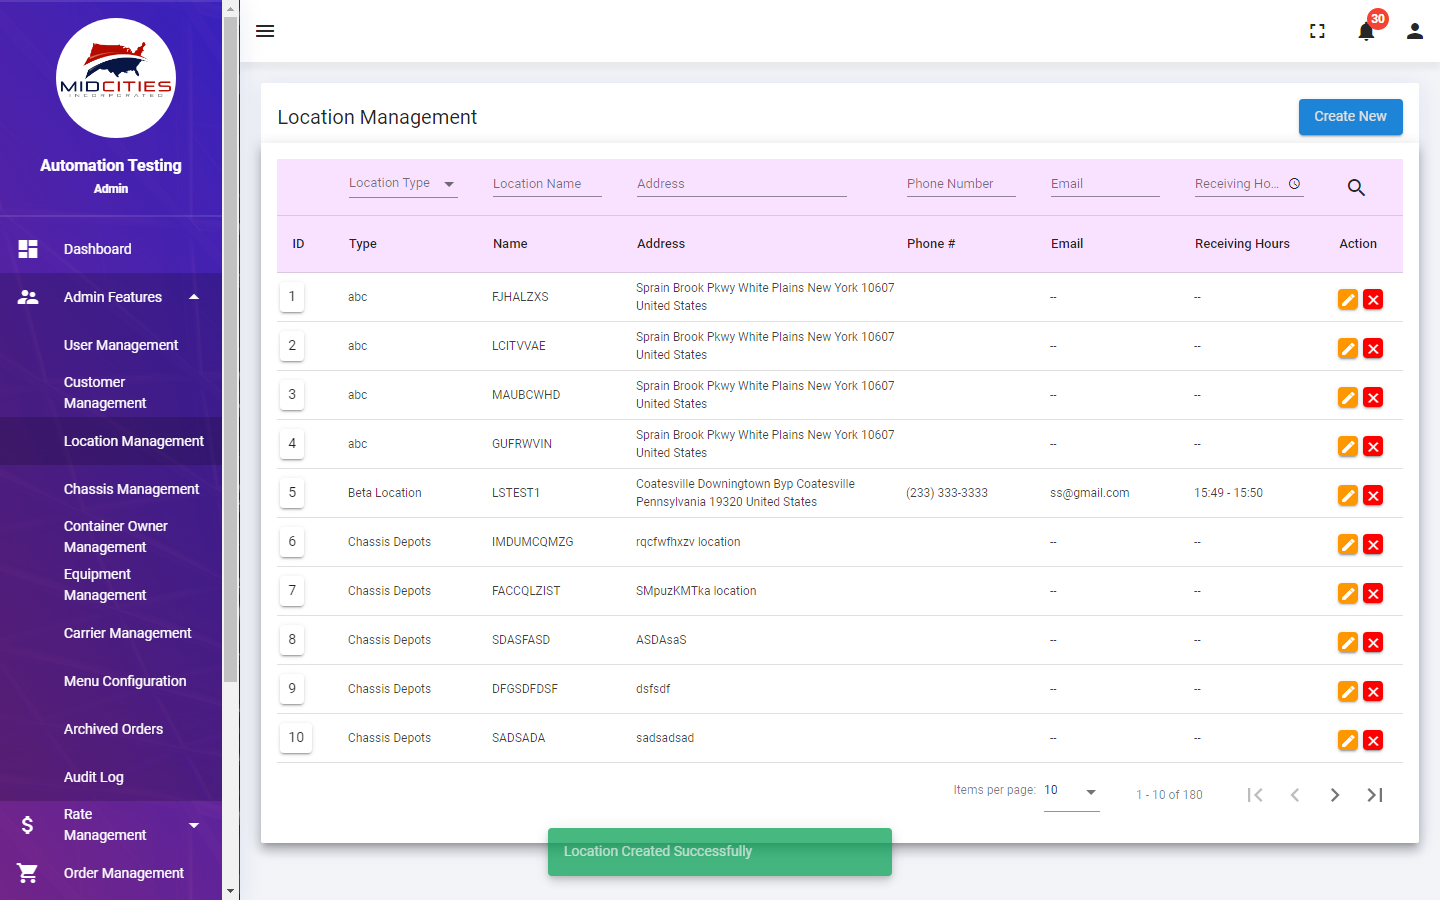 MIDCITIES
INCORPORATED
Automation Testing
Admin
Dashboard
Admin Features
User Management
Customer
Management
Location Management
Chassis Management
Container Owner
Management
Equipment
Management
Carrier Management
Menu Configuration
Archived Orders
Audit Log
Rate
Management
Order Management
30
Location Management
Create New
Location Type Location Name Address Phone Number Email Receiving Ho...
ID Type Name Address Phone # Email Receiving Hours Action
1 abc FJHALZXS Sprain Brook Pkwy White Plains New York 10607 -- --
United States
2 abc LCITVVAE Sprain Brook Pkwy White Plains New York 10607 -- --
United States
3 abc MAUBCWHD Sprain Brook Pkwy White Plains New York 10607 -- --
United States
4 abc GUFRWVIN Sprain Brook Pkwy White Plains New York 10607 -- --
United States
5 Beta Location LSTEST1 Coatesville Downingtown Byp Coatesville (233) 333-3333 ss@gmail.com 15:49 - 15:50
Pennsylvania 19320 United States
6 Chassis Depots IMDUMCQMZG rqcfwfhxzv location -- --
7 Chassis Depots FACCQLZIST SMpuzKMTka location -- --
8 Chassis Depots SDASFASD ASDAsaS -- --
9 Chassis Depots DFGSDFDSF dsfsdf -- --
10 Chassis Depots SADSADA sadsadsad -- --
Items per page: 10 1 - 10 of 180
Location Created Successfully